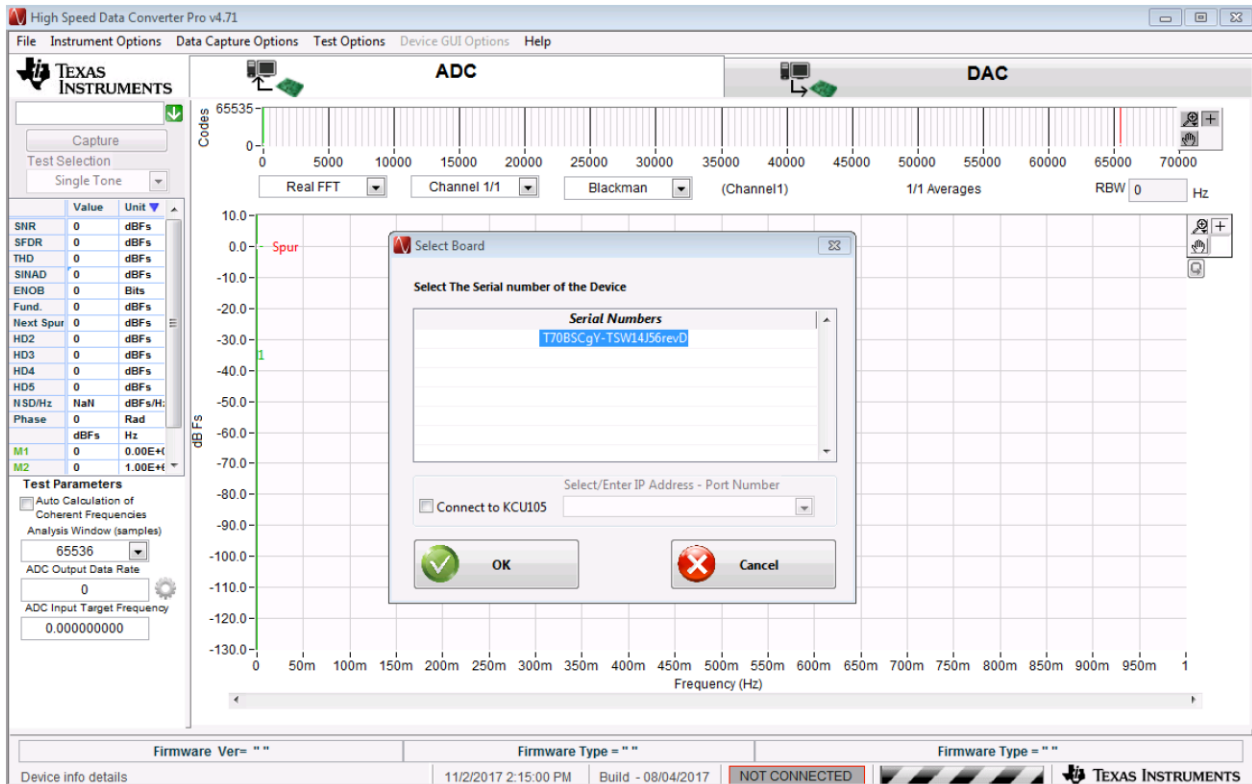 High Speed Data Converter Pro v4.71
File Instrument Options Data Capture Options Test Options Device GUI Options Help
TEXAS INSTRUMENTS
ADC
DAC
Capture
Test Selection
Single Tone
Codes
65535
0
0 5000 10000 15000 20000 25000 30000 35000 40000 45000 50000 55000 60000 65000 70000
Real FFT Channel 1/1 Blackman (Channel1) 1/1 Averages RBW 0 Hz
Value Unit
SNR 0 dBFs
SFDR 0 dBFs
THD 0 dBFs
SINAD 0 dBFs
ENOB 0 Bits
Fund. 0 dBFs
Next Spur 0 dBFs
HD2 0 dBFs
HD3 0 dBFs
HD4 0 dBFs
HD5 0 dBFs
NSD/Hz NaN dBFs/H
Phase 0 Rad
dBFs Hz
M1 0 0.00E+
M2 0 1.00E+
Test Parameters
Auto Calculation of
Coherent Frequencies
Analysis Window (samples)
65536
ADC Output Data Rate
0
ADC Input Target Frequency
0.000000000
dB Fs
10.0
0.0
-10.0
-20.0
-30.0
-40.0
-50.0
-60.0
-70.0
-80.0
-90.0
-100.0
-110.0
-120.0
-130.0
Spur
1
Select Board
Select The Serial number of the Device
Serial Numbers
T70BSCgY-TSW14J56revD
Select/Enter IP Address - Port Number
Connect to KCU105
OK
Cancel
0 50m 100m 150m 200m 250m 300m 350m 400m 450m 500m 550m 600m 650m 700m 750m 800m 850m 900m 950m 1
Frequency (Hz)
Firmware Ver= " " Firmware Type = " " Firmware Type = " "
Device info details 11/2/2017 2:15:00 PM Build - 08/04/2017 NOT CONNECTED TEXAS INSTRUMENTS